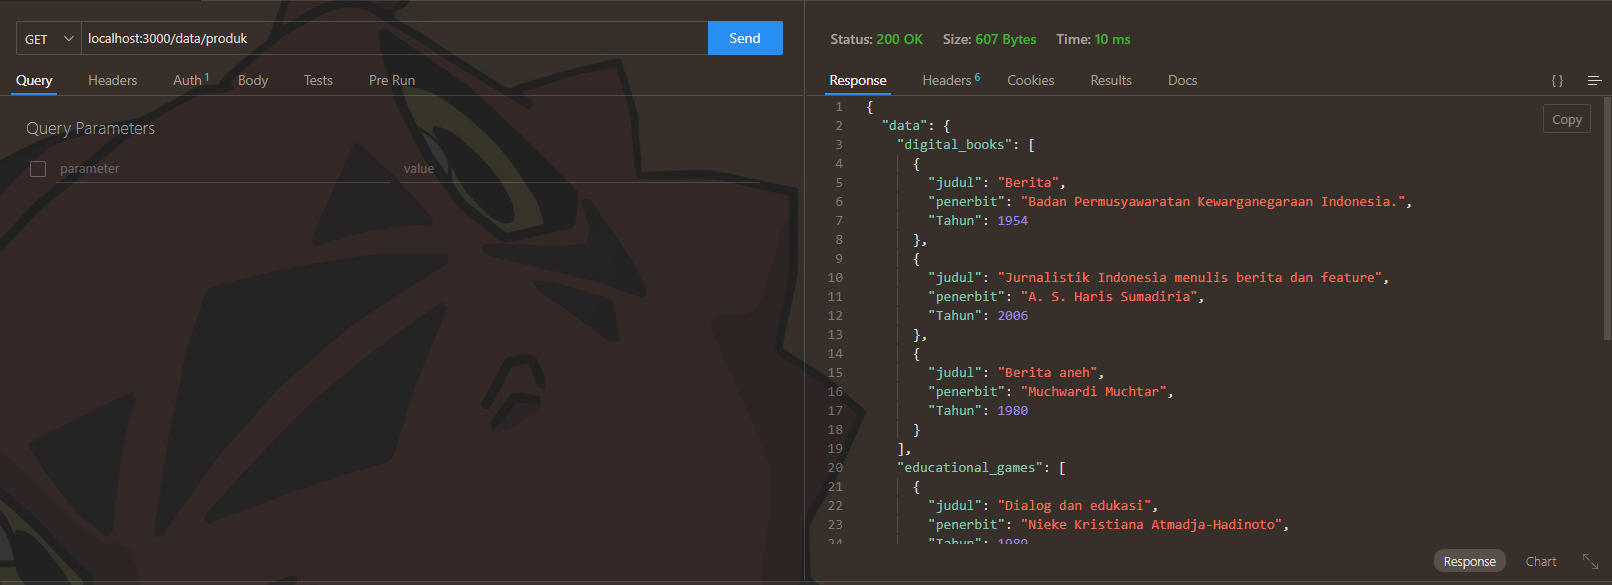 GET localhost:3000/data/produk Send
Query Headers Auth 1 Body Tests Pre Run
Query Parameters
parameter value
Status: 200 OK Size: 607 Bytes Time: 10 ms
Response Headers 6 Cookies Results Docs { }
Copy
1 {
2 "data": {
3 "digital_books": [
4 {
5 "judul": "Berita",
6 "penerbit": "Badan Permusyawaratan Kewarganegaraan Indonesia.",
7 "Tahun": 1954
8 },
9 {
10 "judul": "Jurnalistik Indonesia menulis berita dan feature",
11 "penerbit": "A. S. Haris Sumadiria",
12 "Tahun": 2006
13 },
14 {
15 "judul": "Berita aneh",
16 "penerbit": "Muchwardi Muchtar",
17 "Tahun": 1980
18 }
19 ],
20 "educational_games": [
21 {
22 "judul": "Dialog dan edukasi",
23 "penerbit": "Nieke Kristiana Atmadja-Hadinoto",
24 "Tahun": 1989
Response Chart